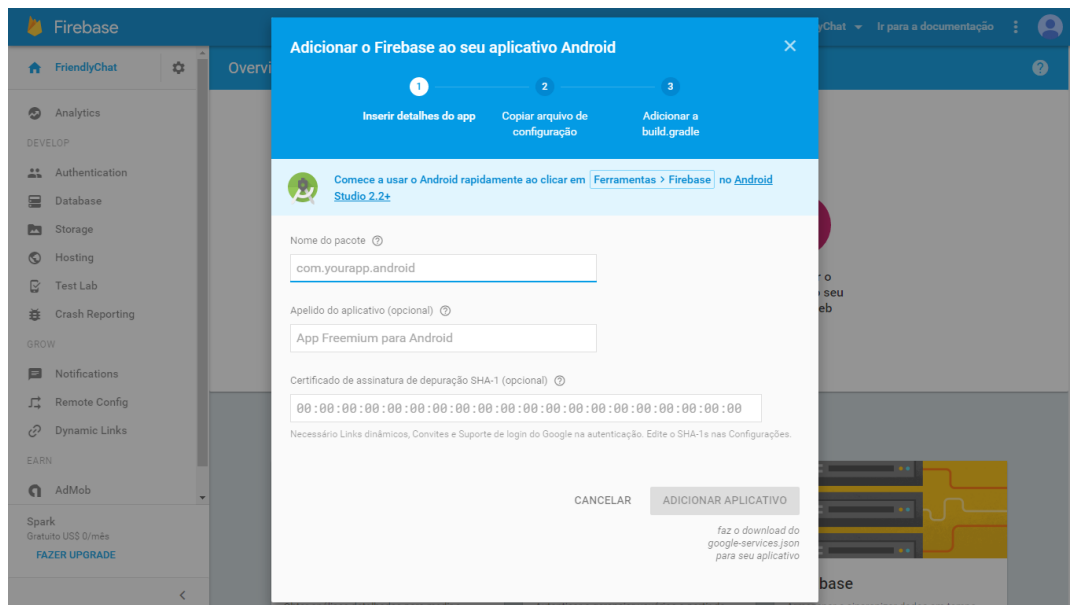 Firebase
yChat
Ir para a documentação
FriendlyChat
Overvi
Analytics
DEVELOP
Authentication
Database
Storage
Hosting
Test Lab
Crash Reporting
GROW
Notifications
Remote Config
Dynamic Links
EARN
AdMob
Spark
Gratuito US$ 0/mês
FAZER UPGRADE
Adicionar o Firebase ao seu aplicativo Android
1
2
3
Inserir detalhes do app
Copiar arquivo de
configuração
Adicionar a
build.gradle
Comece a usar o Android rapidamente ao clicar em Ferramentas > Firebase no Android
Studio 2.2+
Nome do pacote
com.yourapp.android
Apelido do aplicativo (opcional)
App Freemium para Android
Certificado de assinatura de depuração SHA-1 (opcional)
00:00:00:00:00:00:00:00:00:00:00:00:00:00:00:00:00:00:00:00
Necessário Links dinâmicos, Convites e Suporte de login do Google na autenticação. Edite o SHA-1s nas Configurações.
CANCELAR
ADICIONAR APLICATIVO
faz o download do
google-services.json
para seu aplicativo
r o
seu
eb
base